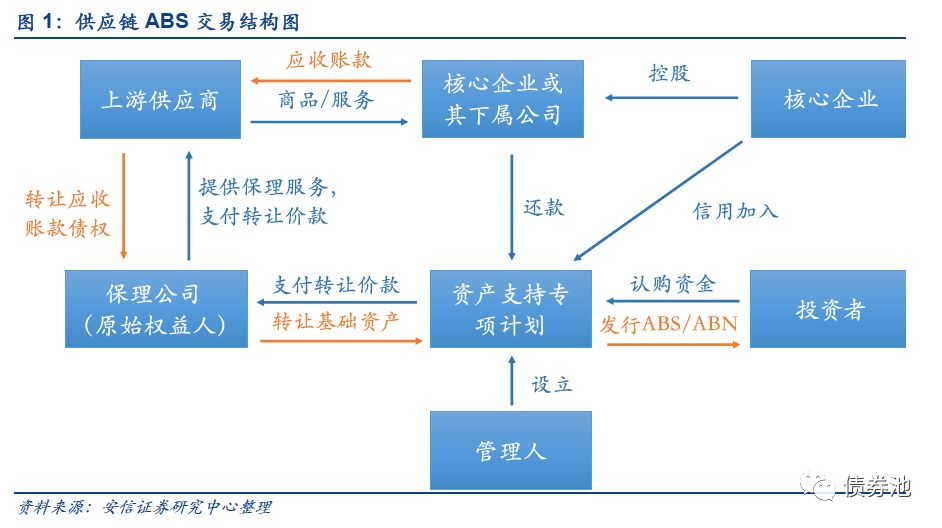 图 1：供应链 ABS 交易结构图
上游供应商
应收账款
商品/服务
核心企业或
其下属公司
控股
核心企业
转让应收
账款债权
提供保理服务，
支付转让价款
还款
信用加入
保理公司
（原始权益人）
支付转让价款
转让基础资产
资产支持专
项计划
认购资金
发行ABS/ABN
投资者
设立
管理人
资料来源：安信证券研究中心整理
债券池